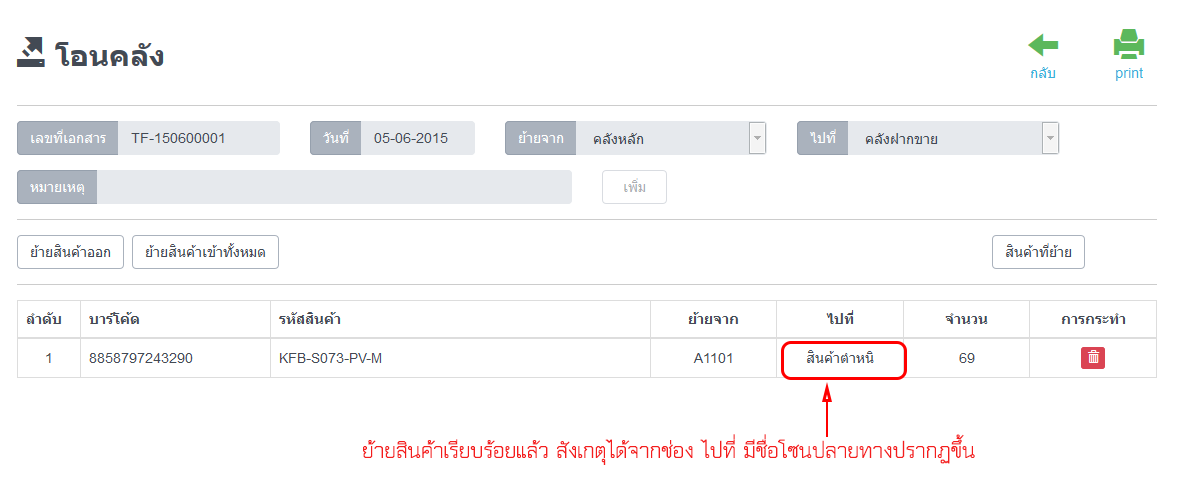 โอนคลัง
กลับ print
เลขที่เอกสาร TF-150600001 วันที่ 05-06-2015 ย้ายจาก คลังหลัก ไปที่ คลังฝากขาย
หมายเหตุ เพิ่ม
ย้ายสินค้าออก ย้ายสินค้าเข้าทั้งหมด สินค้าที่ย้าย
ลำดับ บาร์โค้ด รหัสสินค้า ย้ายจาก ไปที่ จำนวน การกระทำ
1 8858797243290 KFB-S073-PV-M A1101 สินค้าตำหนิ 69
ย้ายสินค้าเรียบร้อยแล้ว สังเกตุได้จากช่อง ไปที่ มีชื่อโซนปลายทางปรากฏขึ้น